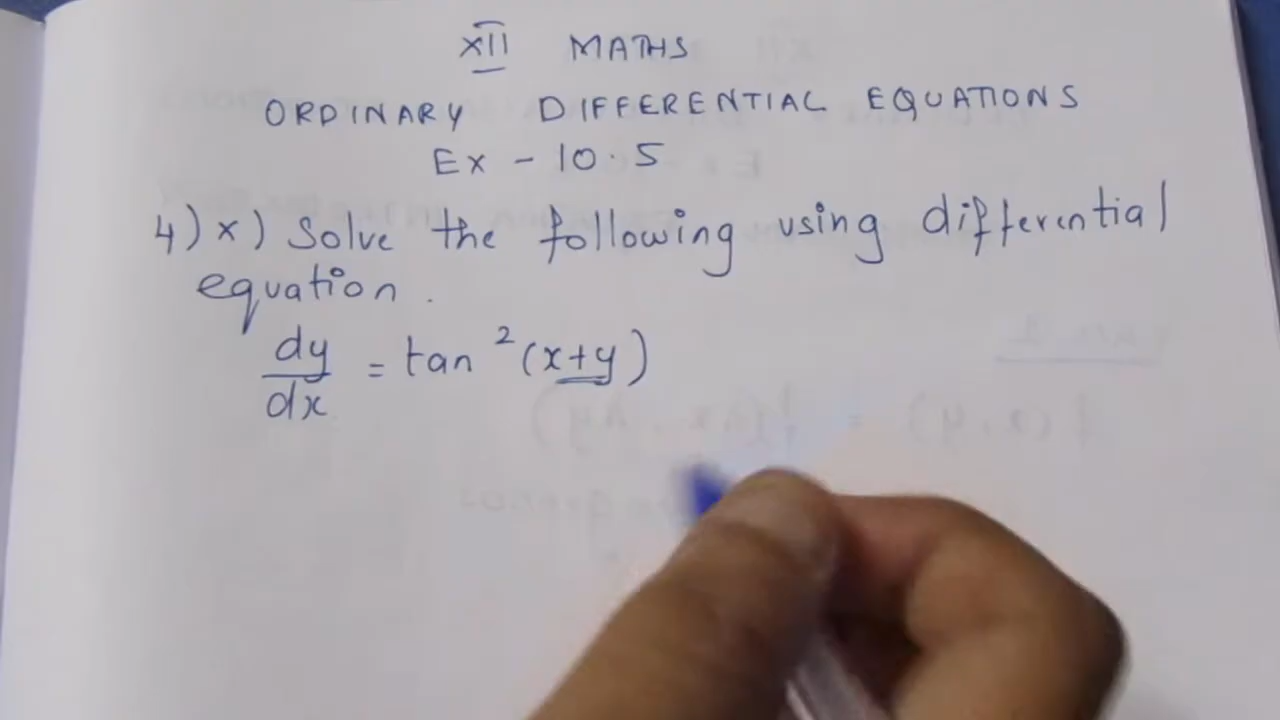 XII MATHS
ORDINARY DIFFERENTIAL EQUATIONS
Ex - 10.5
4) x) Solve the following using differential
equation.
dy/dx = tan²(x+y)